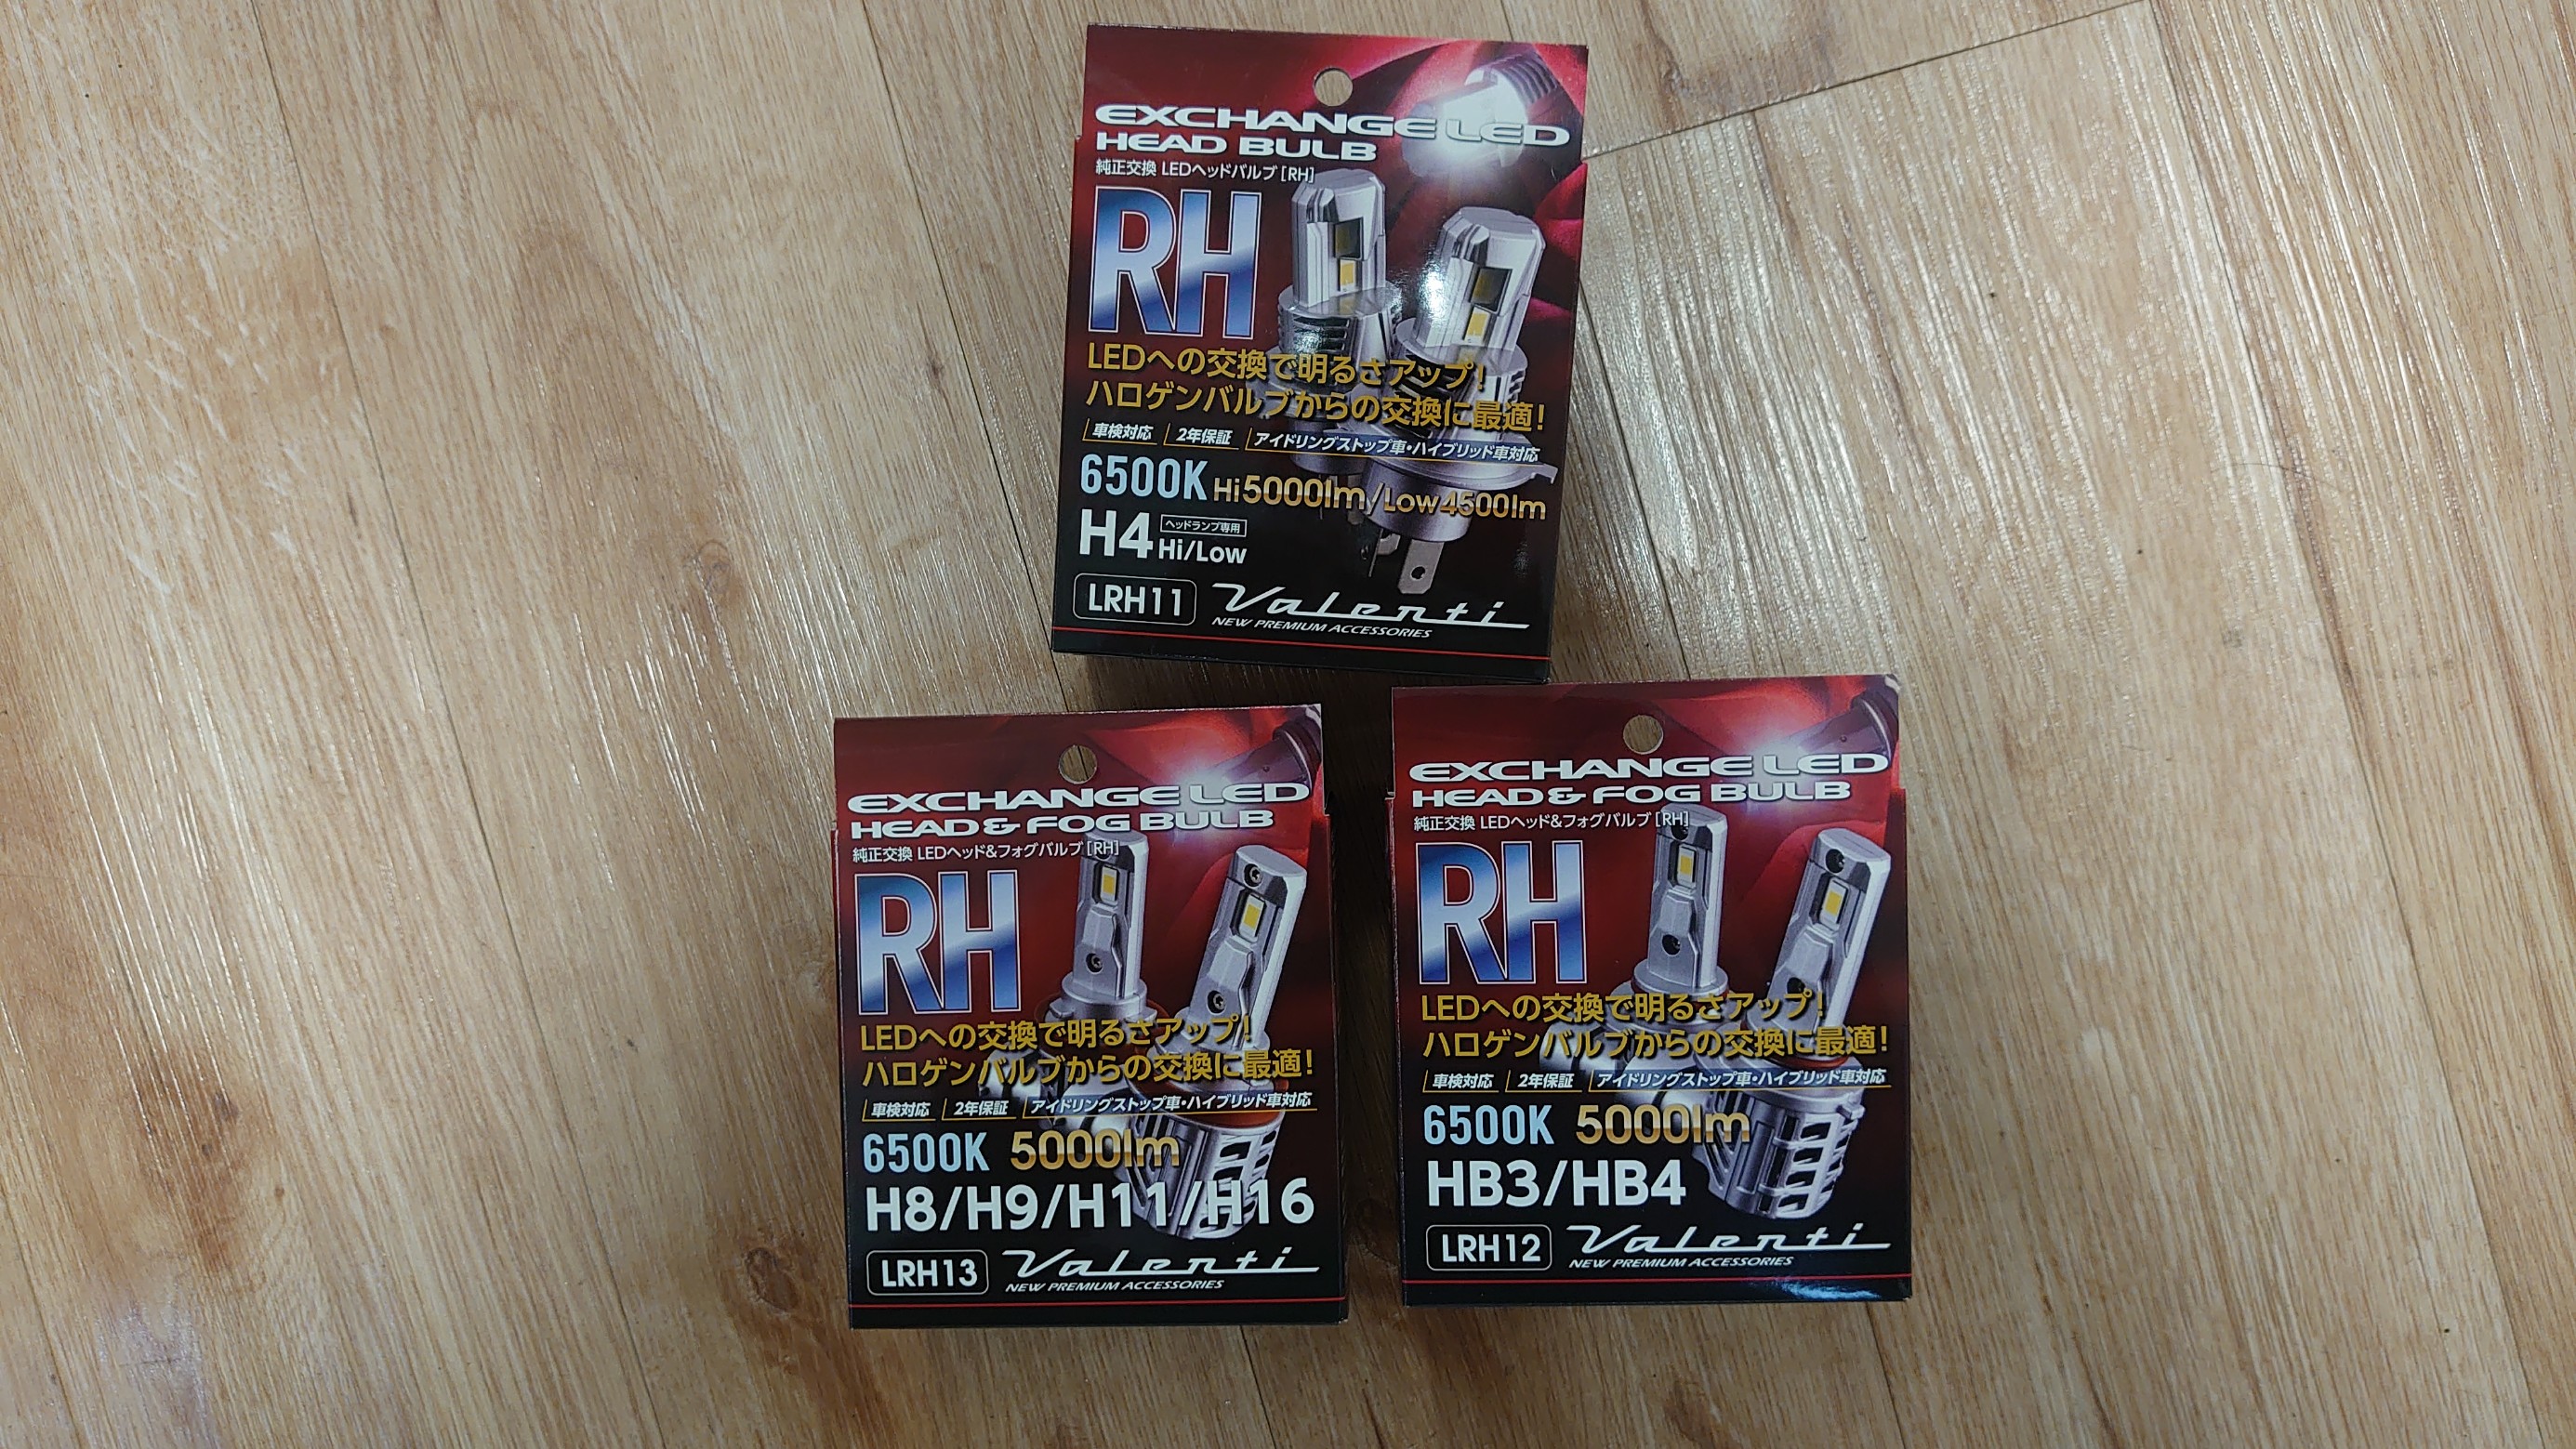 EXCHANGE LED
HEAD BULB
純正交換 LEDヘッドバルブ [RH]
RH
LEDへの交換で明るさアップ!
ハロゲンバルブからの交換に最適!
車検対応 2年保証 アイドリングストップ車・ハイブリッド車対応
6500K Hi5000lm/Low4500lm
H4 ヘッドランプ専用 Hi/Low
LRH11 Valenti
NEW PREMIUM ACCESSORIES
EXCHANGE LED
HEAD & FOG BULB
純正交換 LEDヘッド&フォグバルブ [RH]
RH
LEDへの交換で明るさアップ!
ハロゲンバルブからの交換に最適!
車検対応 2年保証 アイドリングストップ車・ハイブリッド車対応
6500K 5000lm
H8/H9/H11/H16
LRH13 Valenti
NEW PREMIUM ACCESSORIES
EXCHANGE LED
HEAD & FOG BULB
純正交換 LEDヘッド&フォグバルブ [RH]
RH
LEDへの交換で明るさアップ!
ハロゲンバルブからの交換に最適!
車検対応 2年保証 アイドリングストップ車・ハイブリッド車対応
6500K 5000lm
HB3/HB4
LRH12 Valenti
NEW PREMIUM ACCESSORIES